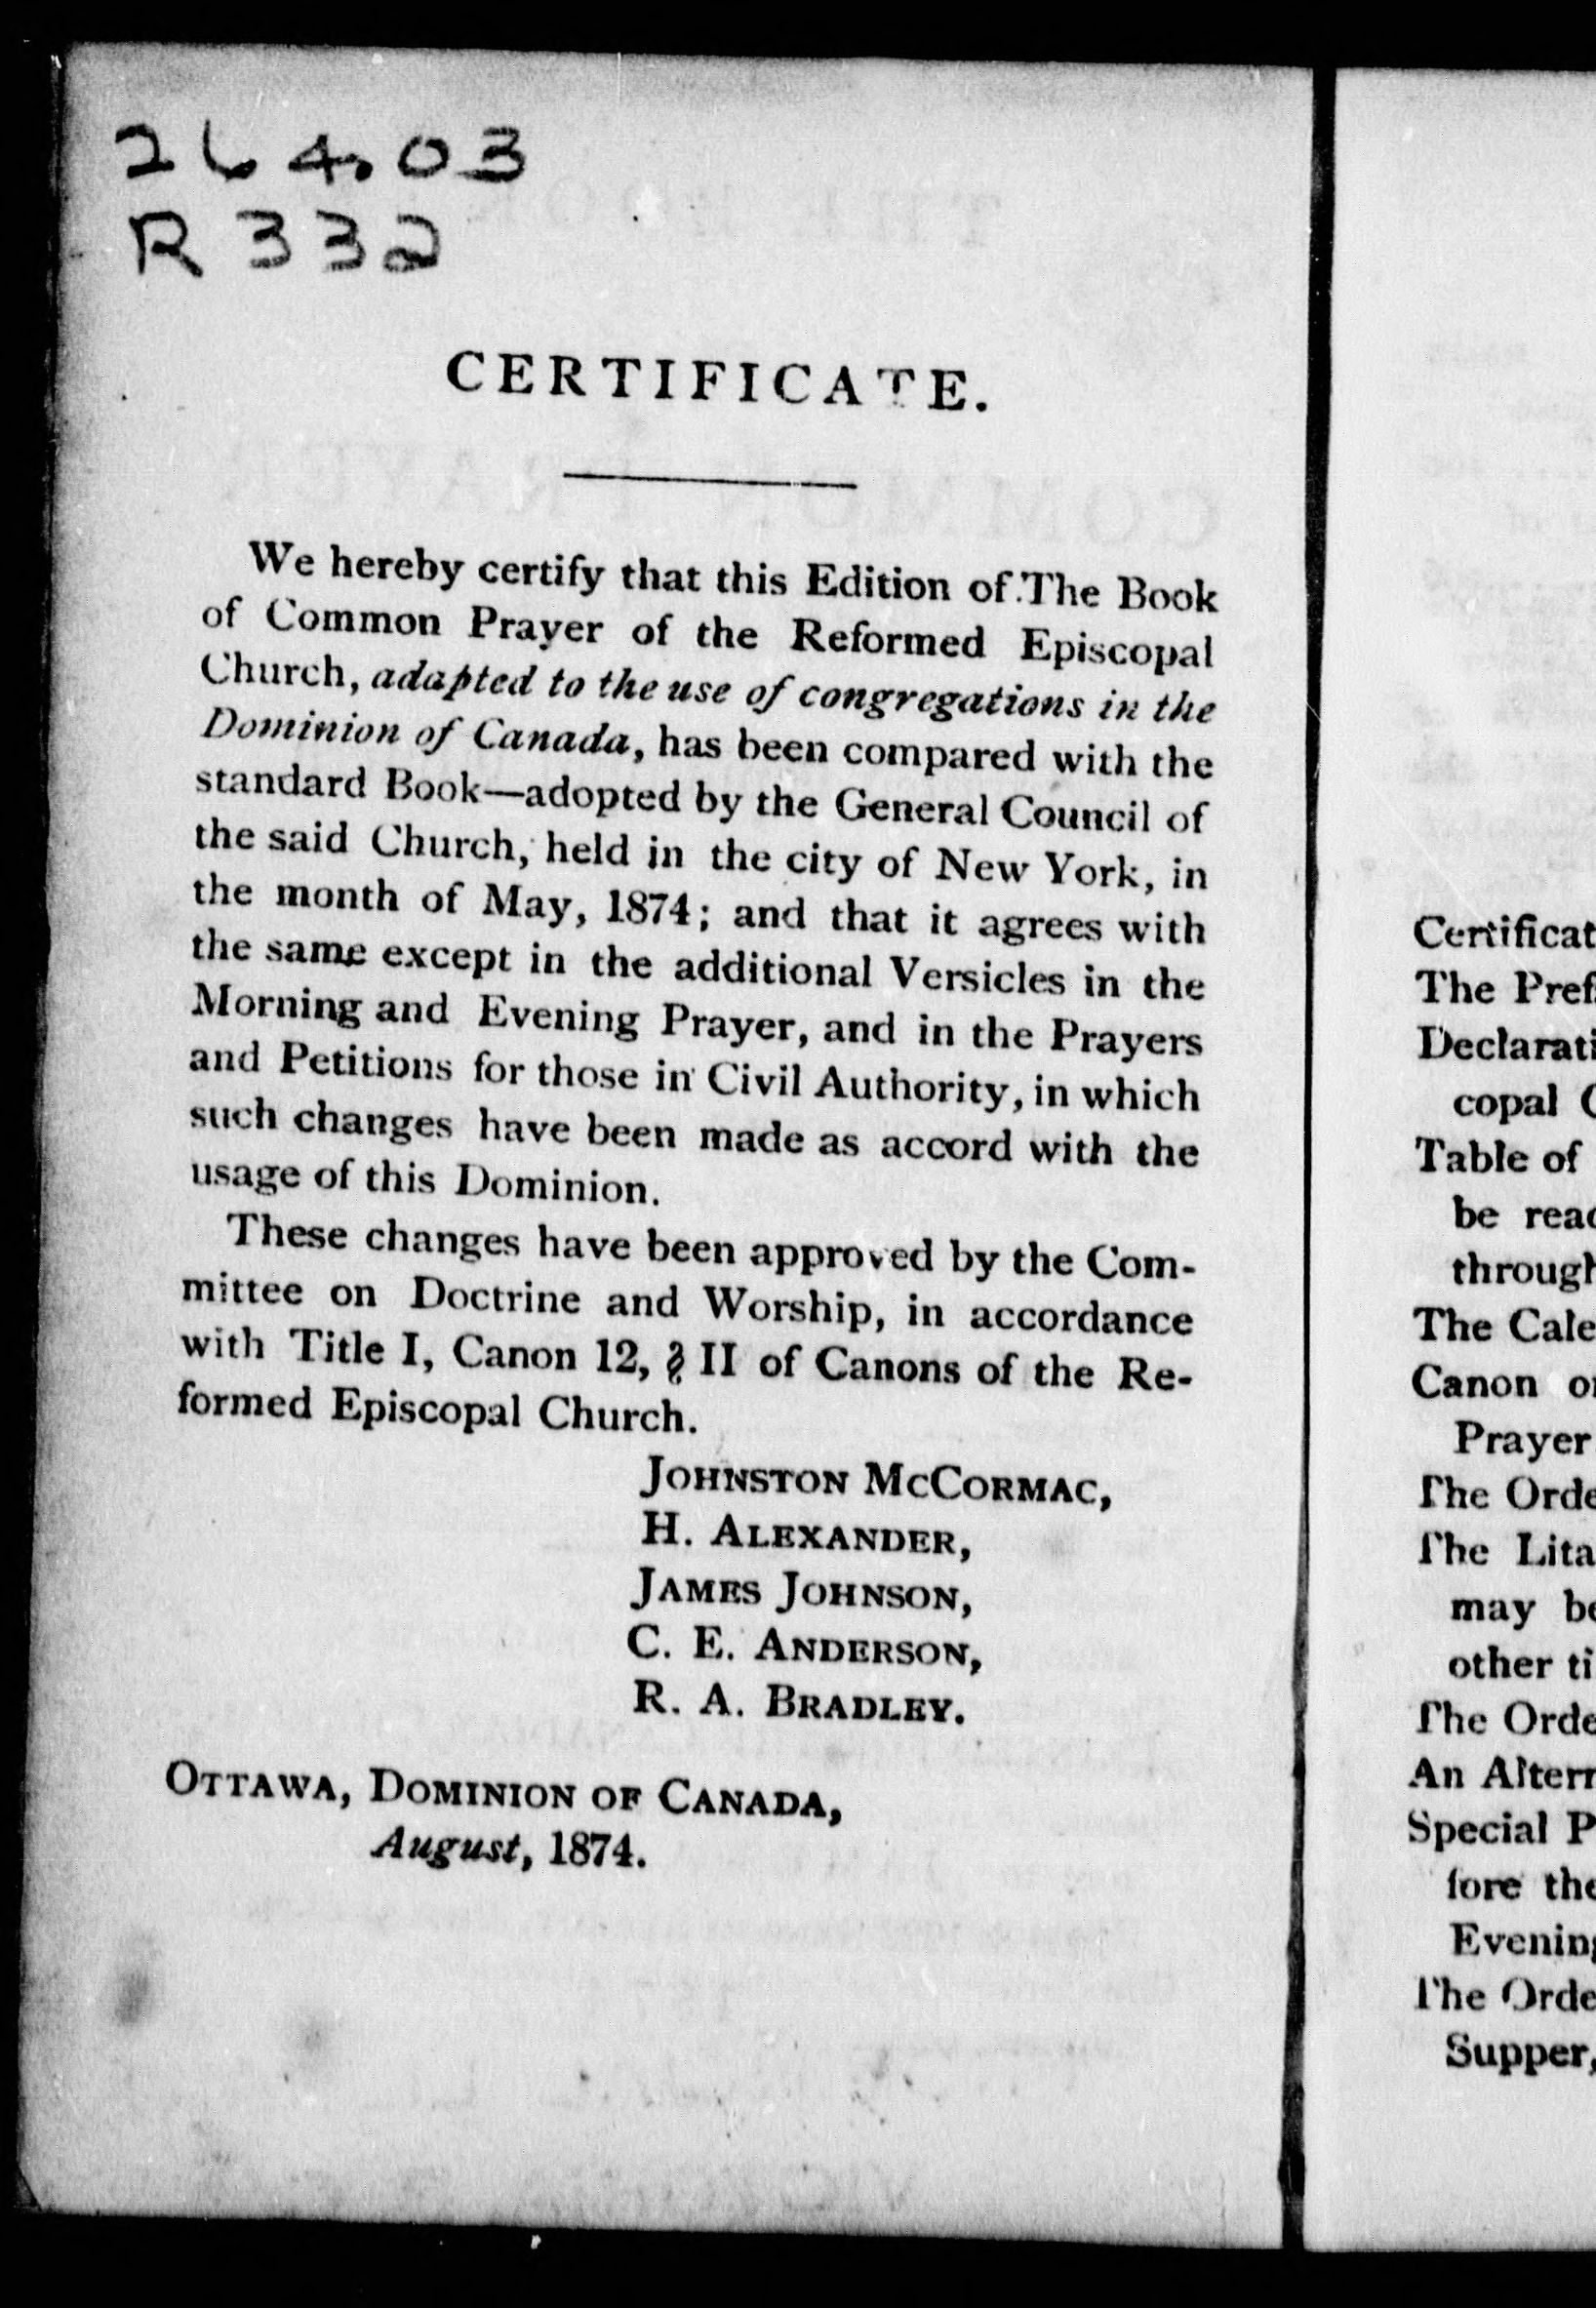 264.03
R332
CERTIFICATE.
We hereby certify that this Edition of The Book
of Common Prayer of the Reformed Episcopal
Church, adapted to the use of congregations in the
Dominion of Canada, has been compared with the
standard Book—adopted by the General Council of
the said Church, held in the city of New York, in
the month of May, 1874; and that it agrees with
the same except in the additional Versicles in the
Morning and Evening Prayer, and in the Prayers
and Petitions for those in Civil Authority, in which
such changes have been made as accord with the
usage of this Dominion.
These changes have been approved by the Com-
mittee on Doctrine and Worship, in accordance
with Title I, Canon 12, § II of Canons of the Re-
formed Episcopal Church.
JOHNSTON MCCORMAC,
H. ALEXANDER,
JAMES JOHNSON,
C. E. ANDERSON,
R. A. BRADLEY.
OTTAWA, DOMINION OF CANADA,
August, 1874.
Certificat
The Pref
Declarati
copal
Table of
be read
through
The Cale
Canon
Prayer
The Orde
The Lita
may be
other ti
The Orde
An Altern
Special P
fore the
Evening
The Orde
Supper,